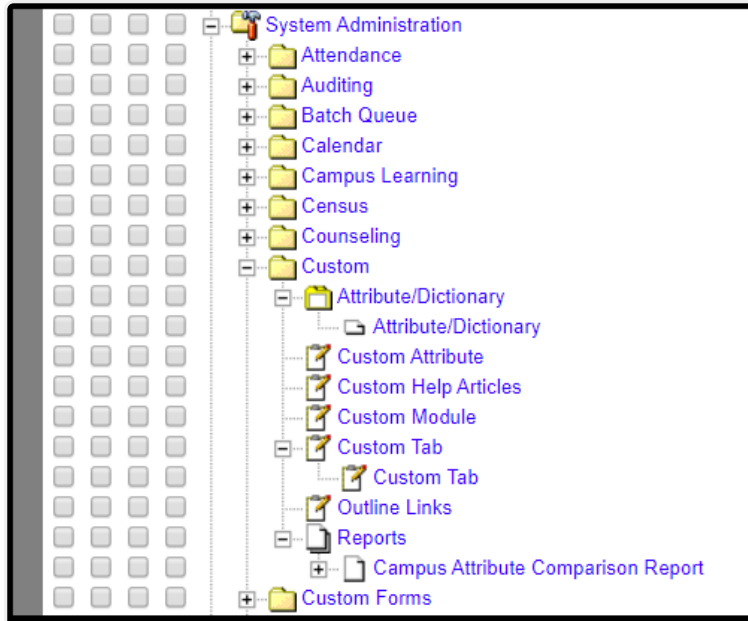 System Administration
Attendance
Auditing
Batch Queue
Calendar
Campus Learning
Census
Counseling
Custom
Attribute/Dictionary
Attribute/Dictionary
Custom Attribute
Custom Help Articles
Custom Module
Custom Tab
Custom Tab
Outline Links
Reports
Campus Attribute Comparison Report
Custom Forms